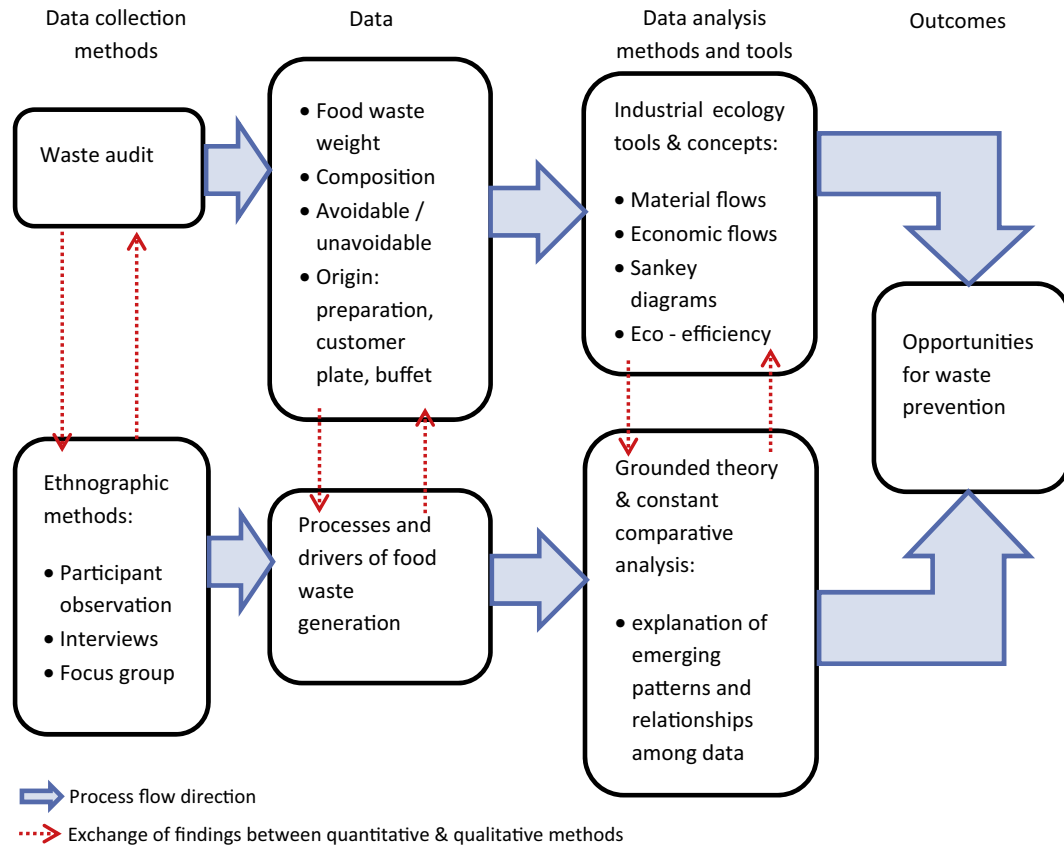 Data collection
methods
Data
Data analysis
methods and tools
Outcomes
Waste audit
• Food waste
weight
• Composition
• Avoidable /
unavoidable
• Origin:
preparation,
customer
plate, buffet
Industrial ecology
tools & concepts:
• Material flows
• Economic flows
• Sankey
diagrams
• Eco - efficiency
Opportunities
for waste
prevention
Ethnographic
methods:
• Participant
observation
• Interviews
• Focus group
Processes and
drivers of food
waste
generation
Grounded theory
& constant
comparative
analysis:
• explanation of
emerging
patterns and
relationships
among data
Process flow direction
Exchange of findings between quantitative & qualitative methods